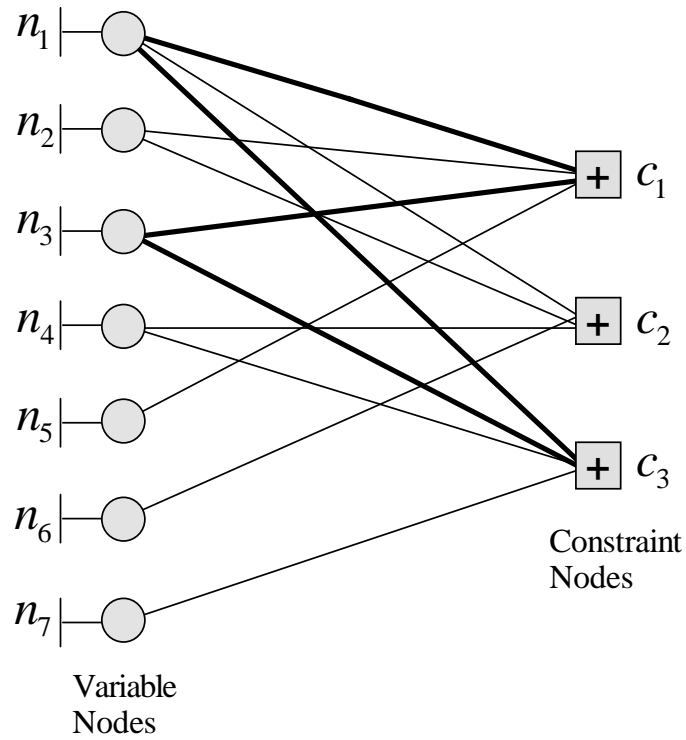 n1
n2
n3
n4
n5
n6
n7
+ c1
+ c2
+ c3
Constraint
Nodes
Variable
Nodes